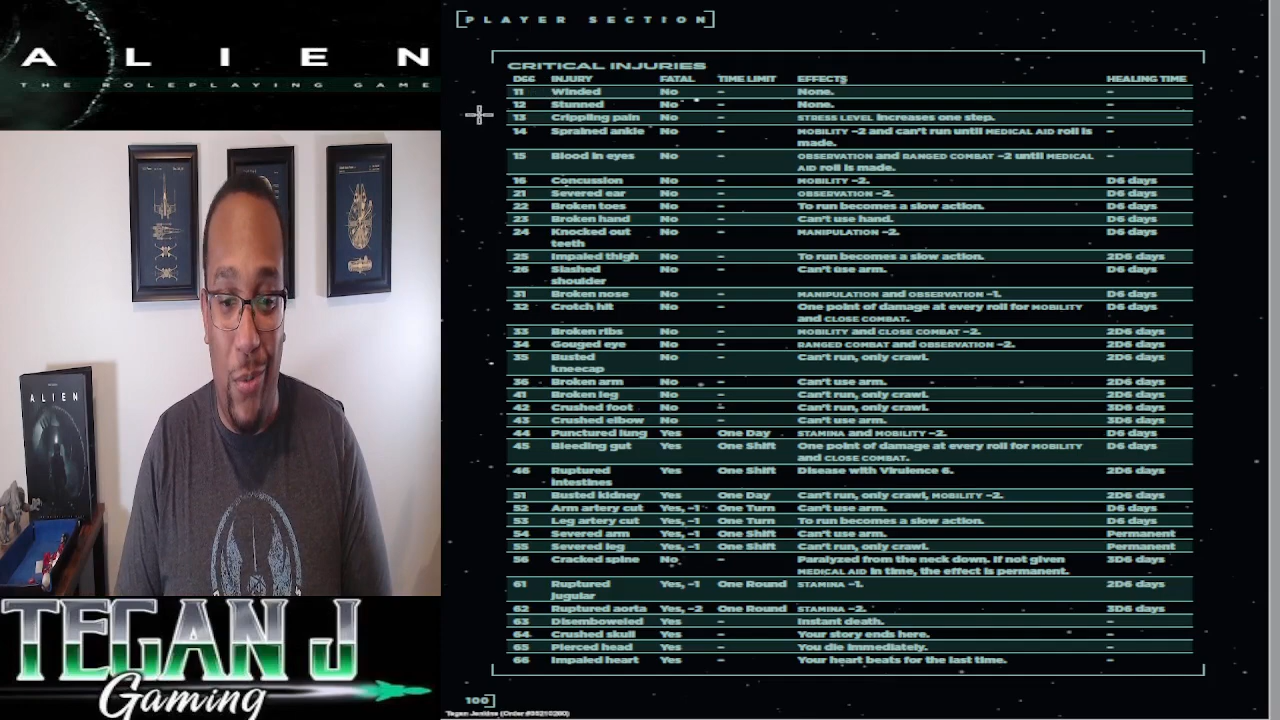 ALIEN
THE ROLEPLAYING GAME
ALIEN
TEGAN J
Gaming
PLAYER SECTION
CRITICAL INJURIES
D66 INJURY FATAL TIME LIMIT EFFECTS HEALING TIME
11 Winded No – None. –
12 Stunned No – None. –
13 Crippling pain No – STRESS LEVEL increases one step. –
14 Sprained ankle No – MOBILITY –2 and can't run until MEDICAL AID roll is –
made.
15 Blood in eyes No – OBSERVATION and RANGED COMBAT –2 until MEDICAL –
AID roll is made.
16 Concussion No – MOBILITY –2. D6 days
21 Severed ear No – OBSERVATION –2. D6 days
22 Broken toes No – To run becomes a slow action. D6 days
23 Broken hand No – Can't use hand. D6 days
24 Knocked out No – MANIPULATION –2. D6 days
teeth
25 Impaled thigh No – To run becomes a slow action. 2D6 days
26 Slashed No – Can't use arm. D6 days
shoulder
31 Broken nose No – MANIPULATION and OBSERVATION –1. D6 days
32 Crotch hit No – One point of damage at every roll for MOBILITY D6 days
and CLOSE COMBAT.
33 Broken ribs No – MOBILITY and CLOSE COMBAT –2. 2D6 days
34 Gouged eye No – RANGED COMBAT and OBSERVATION –2. 2D6 days
35 Busted No – Can't run, only crawl. 2D6 days
kneecap
36 Broken arm No – Can't use arm. 2D6 days
41 Broken leg No – Can't run, only crawl. 2D6 days
42 Crushed foot No – Can't run, only crawl. 3D6 days
43 Crushed elbow No – Can't use arm. 3D6 days
44 Punctured lung Yes One Day STAMINA and MOBILITY –2. D6 days
45 Bleeding gut Yes One Shift One point of damage at every roll for MOBILITY D6 days
and CLOSE COMBAT.
46 Ruptured Yes One Shift Disease with Virulence 6. 2D6 days
intestines
51 Busted kidney Yes One Day Can't run, only crawl, MOBILITY –2. 2D6 days
52 Arm artery cut Yes, –1 One Turn Can't use arm. D6 days
53 Leg artery cut Yes, –1 One Turn To run becomes a slow action. D6 days
54 Severed arm Yes, –1 One Shift Can't use arm. Permanent
55 Severed leg Yes, –1 One Shift Can't run, only crawl. Permanent
56 Cracked spine No – Paralyzed from the neck down. If not given 3D6 days
MEDICAL AID in time, the effect is permanent.
61 Ruptured Yes, –1 One Round STAMINA –1. 2D6 days
jugular
62 Ruptured aorta Yes, –2 One Round STAMINA –2. 3D6 days
63 Disemboweled Yes – Instant death. –
64 Crushed skull Yes – Your story ends here. –
65 Pierced head Yes – You die immediately. –
66 Impaled heart Yes – Your heart beats for the last time. –
100